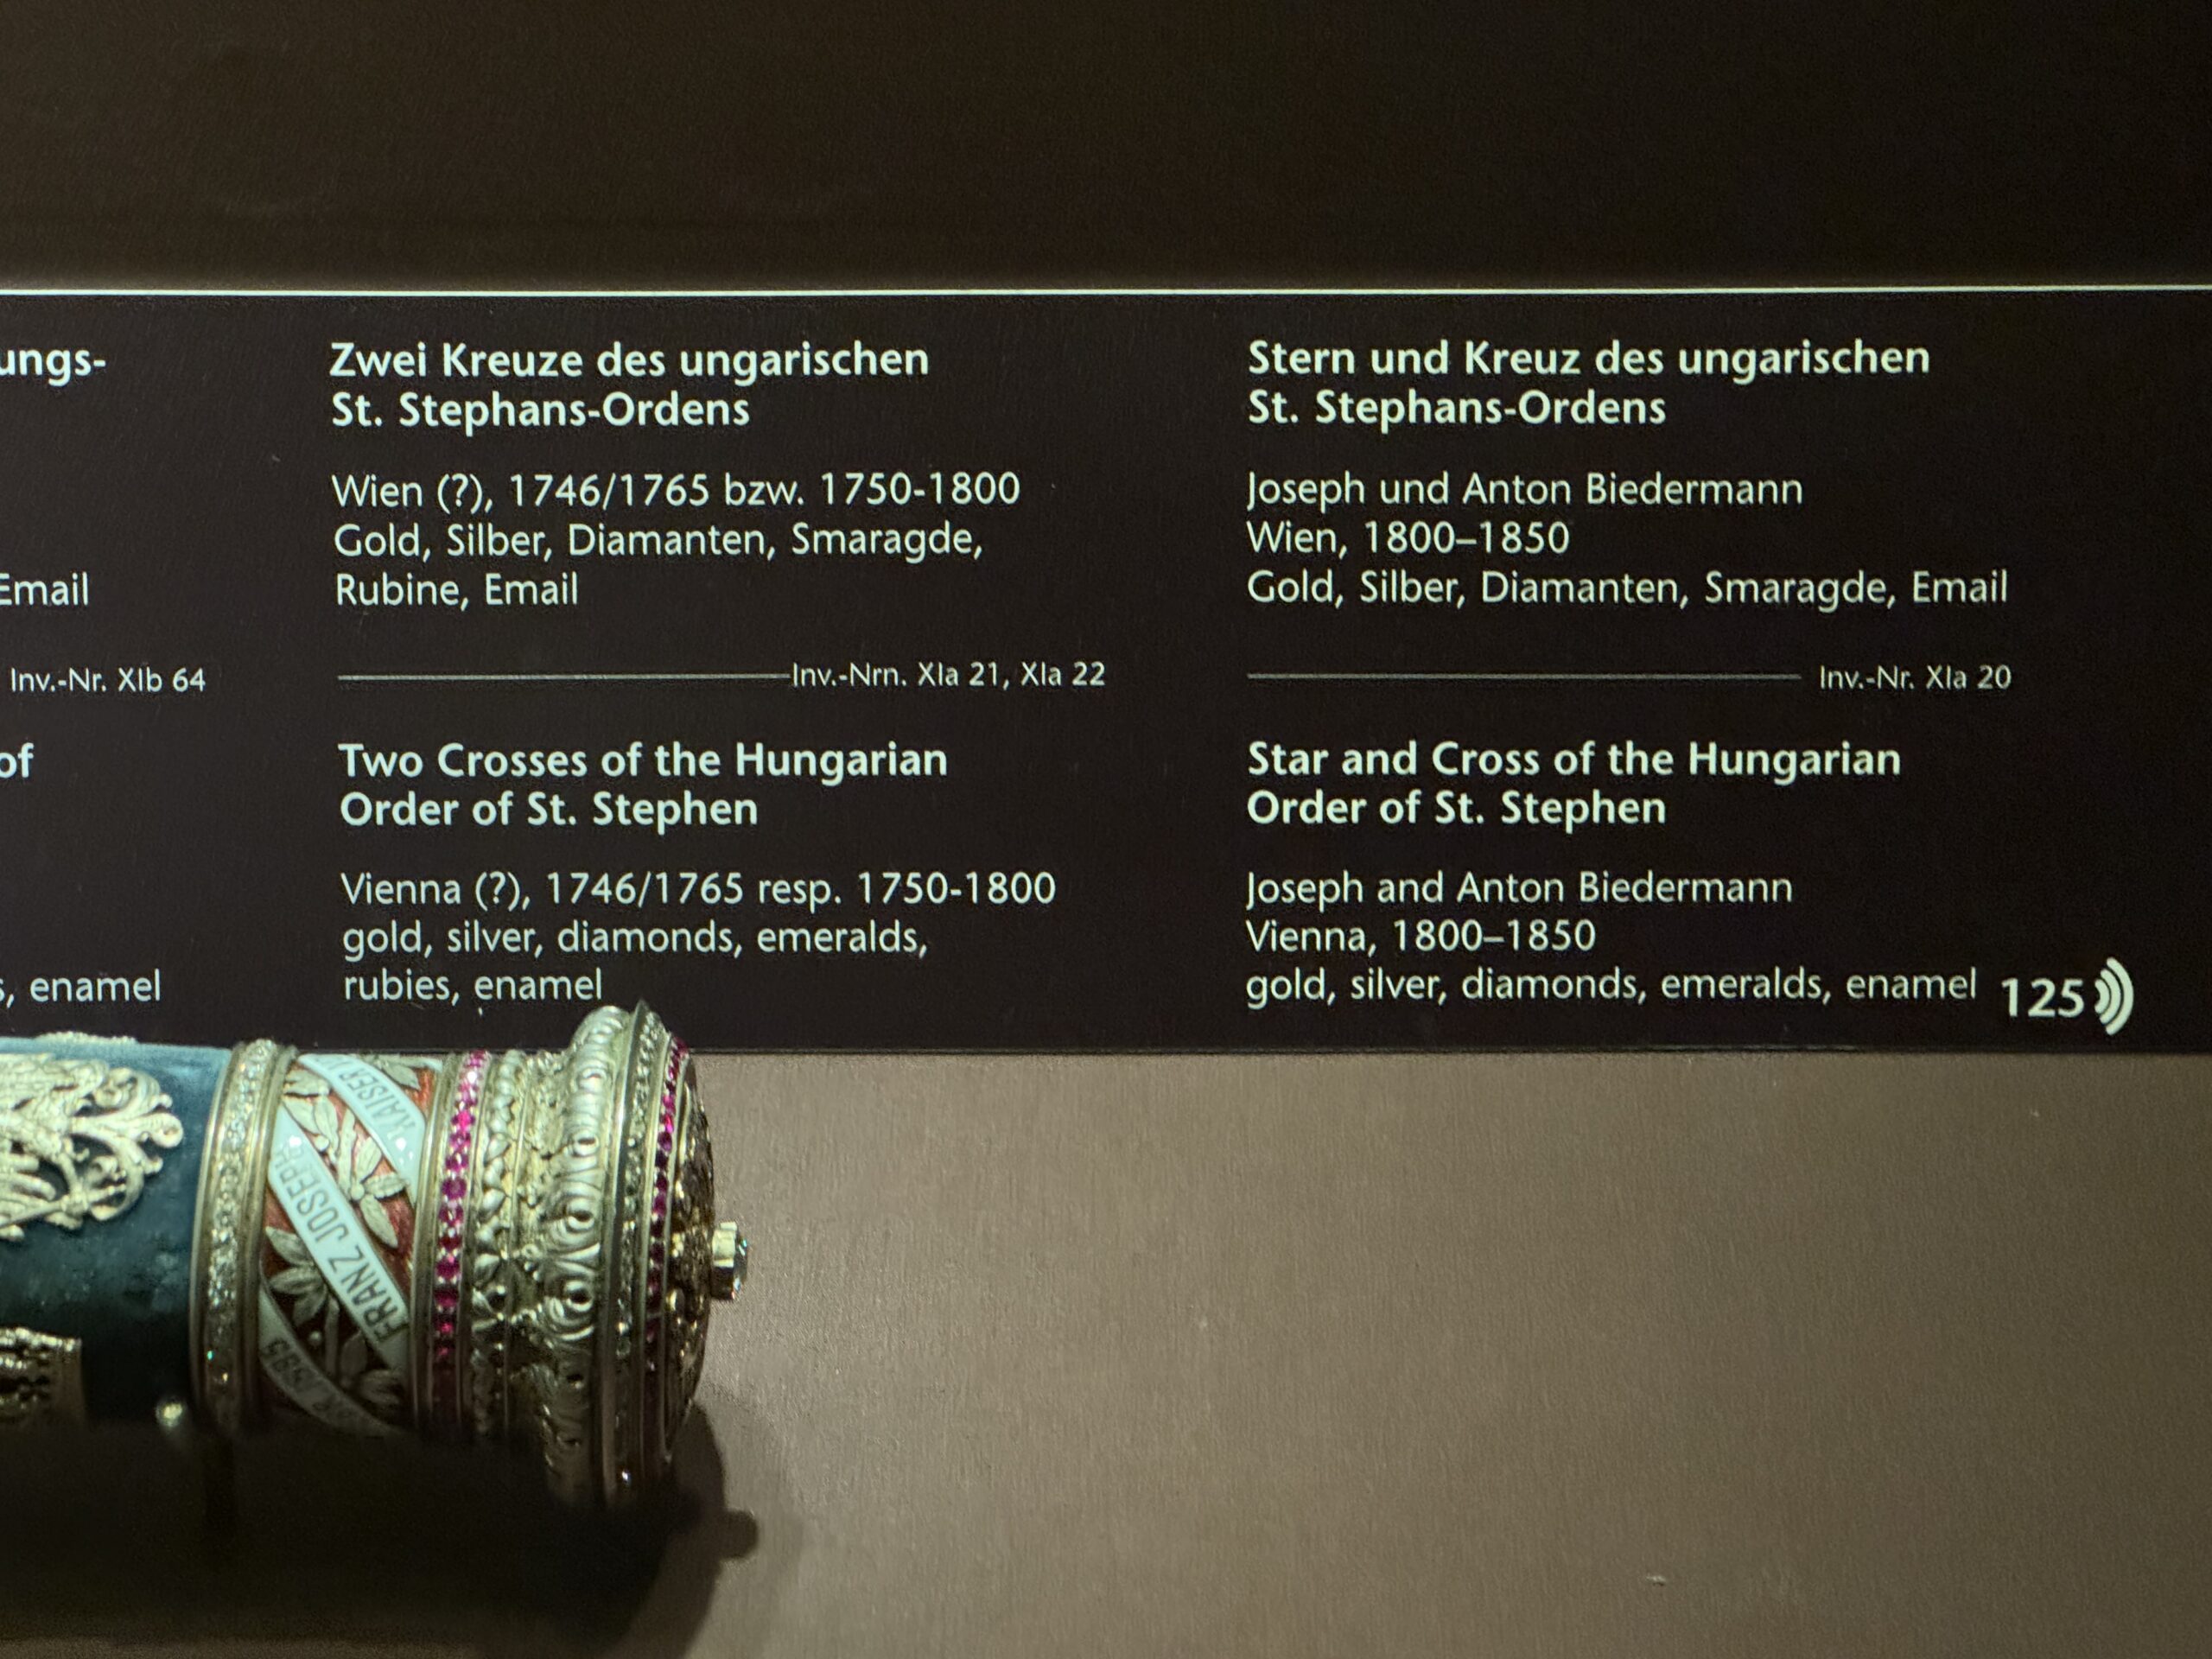 ungs-
Email
Inv.-Nr. XIb 64
of
s, enamel
Zwei Kreuze des ungarischen
St. Stephans-Ordens
Wien (?), 1746/1765 bzw. 1750-1800
Gold, Silber, Diamanten, Smaragde,
Rubine, Email
Inv.-Nrn. XIa 21, XIa 22
Two Crosses of the Hungarian
Order of St. Stephen
Vienna (?), 1746/1765 resp. 1750-1800
gold, silver, diamonds, emeralds,
rubies, enamel
Stern und Kreuz des ungarischen
St. Stephans-Ordens
Joseph und Anton Biedermann
Wien, 1800–1850
Gold, Silber, Diamanten, Smaragde, Email
Inv.-Nr. XIa 20
Star and Cross of the Hungarian
Order of St. Stephen
Joseph and Anton Biedermann
Vienna, 1800–1850
gold, silver, diamonds, emeralds, enamel
125
KAISER
FRANZ JOSEPH